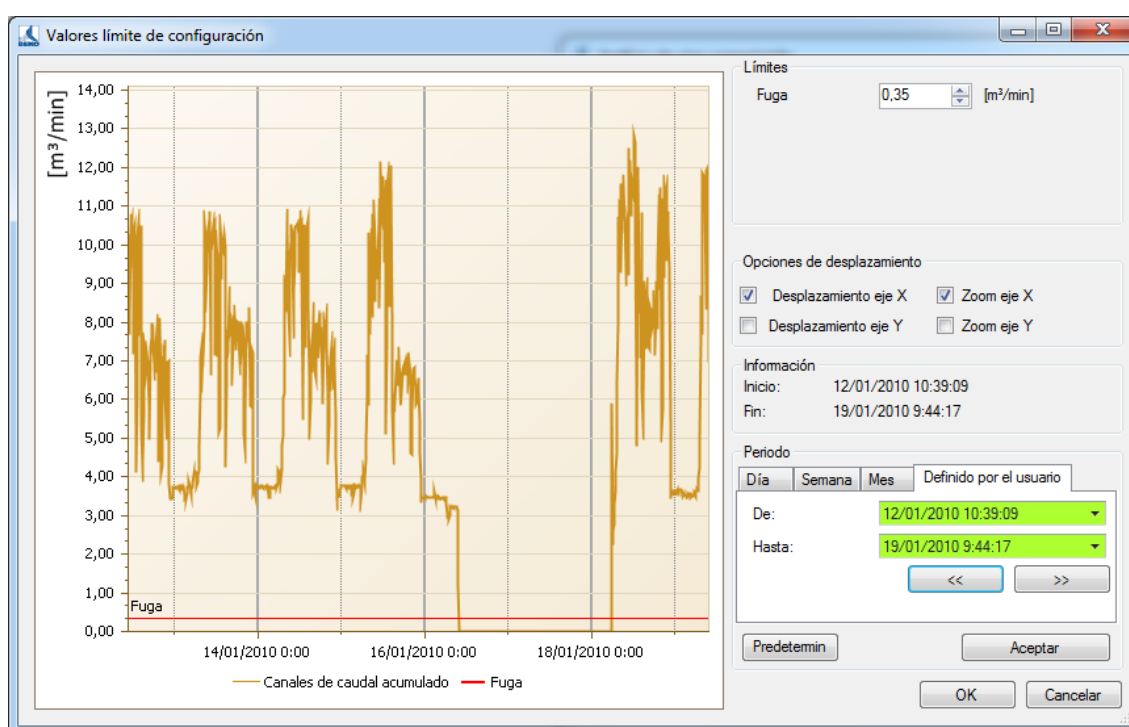 Valores límite de configuración
[m³/min]
14,00
13,00
12,00
11,00
10,00
9,00
8,00
7,00
6,00
5,00
4,00
3,00
2,00
1,00
0,00
Fuga
14/01/2010 0:00 16/01/2010 0:00 18/01/2010 0:00
Canales de caudal acumulado Fuga
Límites
Fuga 0,35 [m³/min]
Opciones de desplazamiento
Desplazamiento eje X Zoom eje X
Desplazamiento eje Y Zoom eje Y
Información
Inicio: 12/01/2010 10:39:09
Fin: 19/01/2010 9:44:17
Periodo
Día Semana Mes Definido por el usuario
De: 12/01/2010 10:39:09
Hasta: 19/01/2010 9:44:17
<< >>
Predetermin Aceptar
OK Cancelar